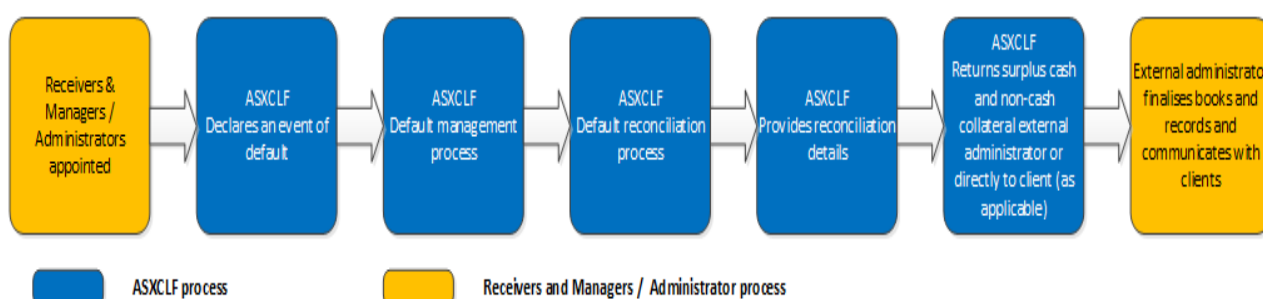 Receivers &
Managers /
Administrators
appointed
ASXCLF
Declares an event of
default
ASXCLF
Default management
process
ASXCLF
Default reconciliation
process
ASXCLF
Provides reconciliation
details
ASXCLF
Returns surplus cash
and non-cash
collateral external
administrator or
directly to client (as
applicable)
External administrato
finalises books and
records and
communicates with
clients
ASXCLF process
Receivers and Managers / Administrator process